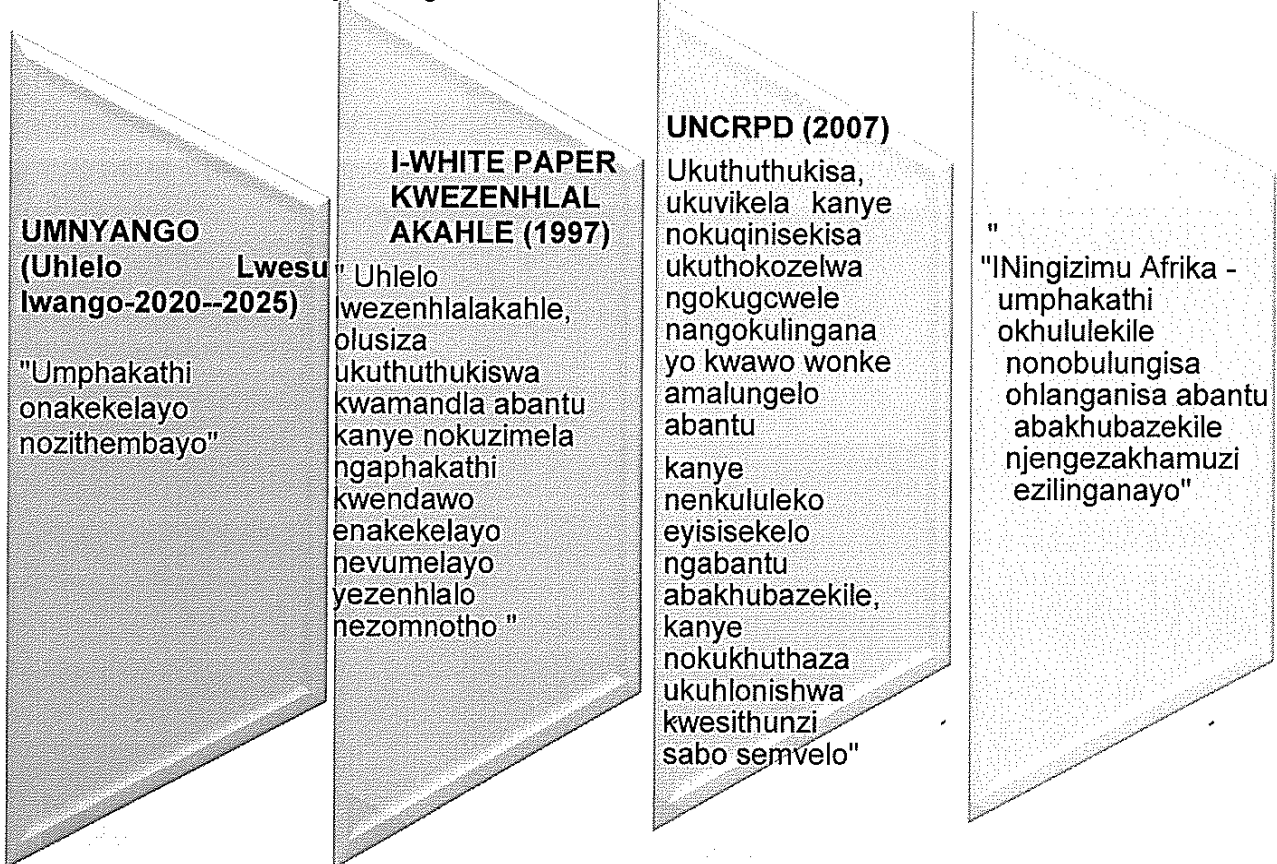 UMNYANGO
(Uhlelo Lwesu
lwango-2020--2025)
"Umphakathi
onakekelayo
nozithembayo"
I-WHITE PAPER
KWEZENHLAL
AKAHLE (1997)
" Uhlelo
lwezenhlalakahle,
olusiza
ukuthuthukiswa
kwamandla abantu
kanye nokuzimela
ngaphakathi
kwendawo
enakekelayo
nevumelayo
yezenhlalo
nezomnotho "
UNCRPD (2007)
Ukuthuthukisa,
ukuvikela kanye
nokuqinisekisa
ukuthokozelwa
ngokugcwele
nangokulingana
yo kwawo wonke
amalungelo
abantu
kanye
nenkululeko
eyisisekelo
ngabantu
abakhubazekile,
kanye
nokukhuthaza
ukuhlonishwa
kwesithunzi
sabo semvelo"
"
"INingizimu Afrika -
umphakathi
okhululekile
nonobulungisa
ohlanganisa abantu
abakhubazekile
njengezakhamuzi
ezilinganayo"